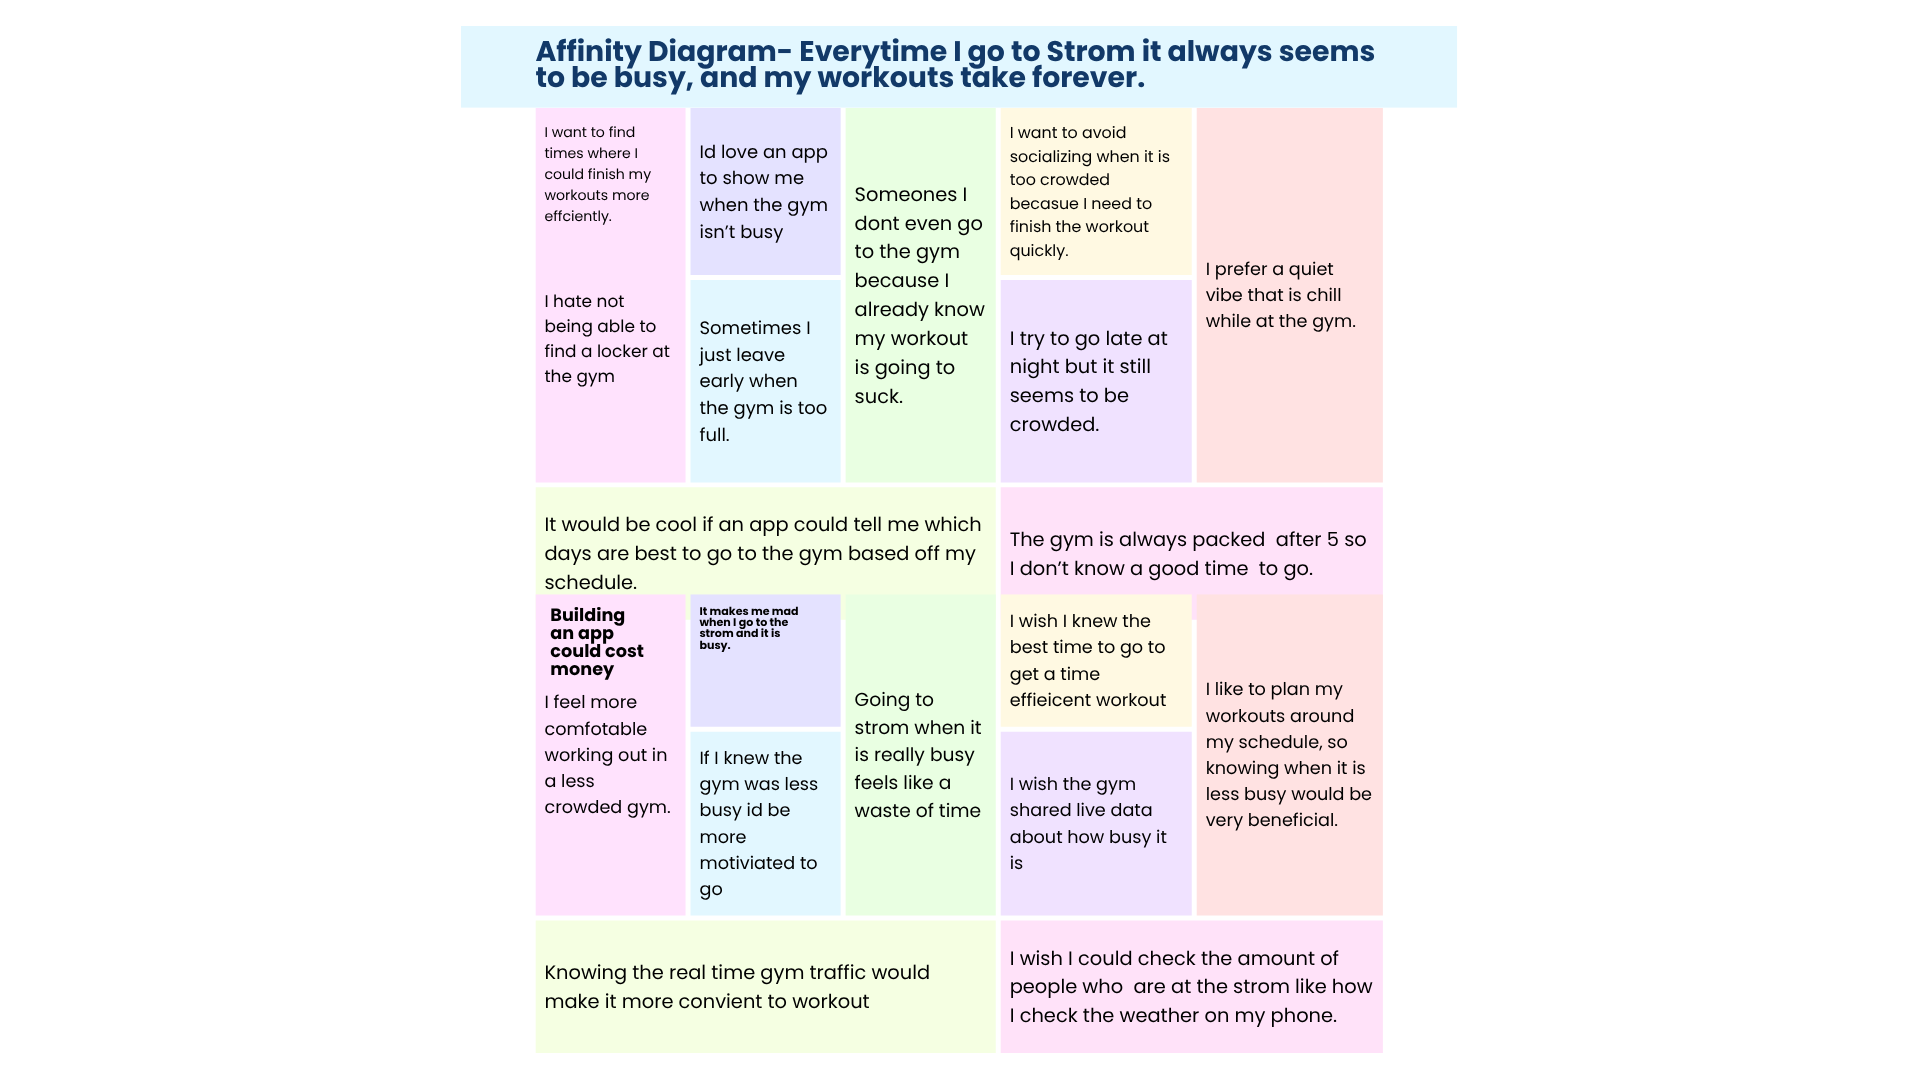 Affinity Diagram- Everytime I go to Strom it always seems
to be busy, and my workouts take forever.
I want to find
times where I
could finish my
workouts more
effciently.
I hate not
being able to
find a locker at
the gym
Id love an app
to show me
when the gym
isn’t busy
Sometimes I
just leave
early when
the gym is too
full.
Someones I
dont even go
to the gym
because I
already know
my workout
is going to
suck.
I want to avoid
socializing when it is
too crowded
becasue I need to
finish the workout
quickly.
I try to go late at
night but it still
seems to be
crowded.
I prefer a quiet
vibe that is chill
while at the gym.
It would be cool if an app could tell me which
days are best to go to the gym based off my
schedule.
The gym is always packed  after 5 so
I don’t know a good time  to go.
Building
an app
could cost
money
I feel more
comfotable
working out in
a less
crowded gym.
It makes me mad
when I go to the
strom and it is
busy.
If I knew the
gym was less
busy id be
more
motiviated to
go
Going to
strom when it
is really busy
feels like a
waste of time
I wish I knew the
best time to go to
get a time
effieicent workout
I wish the gym
shared live data
about how busy it
is
I like to plan my
workouts around
my schedule, so
knowing when it is
less busy would be
very beneficial.
Knowing the real time gym traffic would
make it more convient to workout
I wish I could check the amount of
people who  are at the strom like how
I check the weather on my phone.